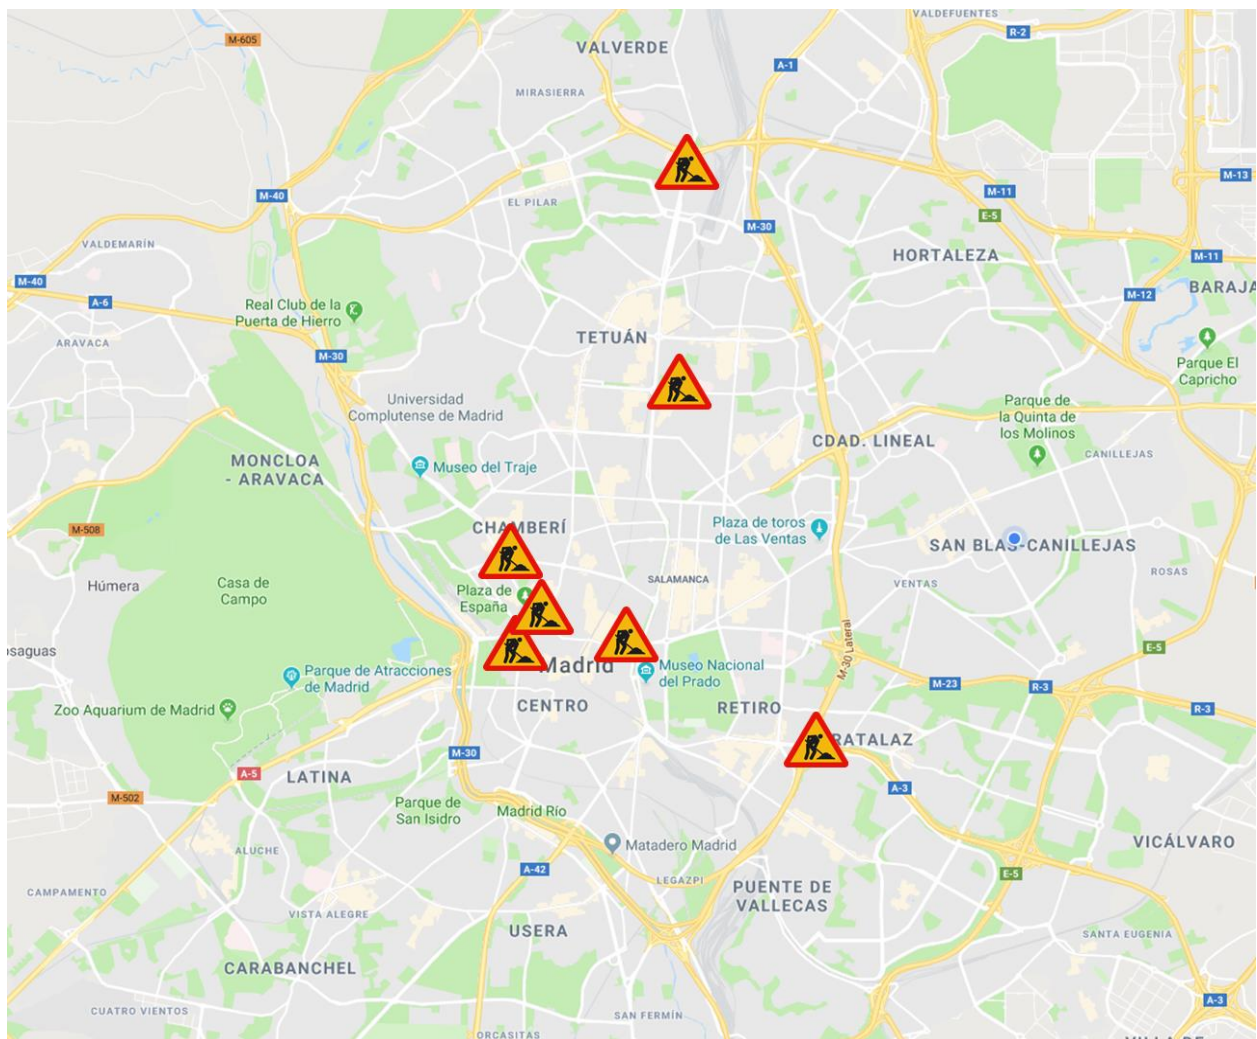 VALDEFUENTES
M-605
R-2
VALVERDE
A-1
MIRASIERRA
M-13
M-40
M-11
EL PILAR
E-5
M-30
VALDEMARÍN
HORTALEZA
M-11
M-40
A-6
M-12
BARAJA
Real Club de la
Puerta de Hierro
TETUÁN
ARAVACA
M-30
Parque El
Capricho
Universidad
Complutense de Madrid
Parque de
la Quinta de
los Molinos
CDAD. LINEAL
CANILLEJAS
MONCLOA
- ARAVACA
Museo del Traje
M-508
CHAMBERÍ
Plaza de toros
de Las Ventas
SAN BLAS-CANILLEJAS
ROSAS
Húmera
Casa de
Campo
SALAMANCA
VENTAS
Plaza de
España
osaguas
M-30 Lateral
E-5
Madrid
Museo Nacional
del Prado
Parque de Atracciones
de Madrid
M-23
R-3
R-3
Zoo Aquarium de Madrid
CENTRO
RETIRO
RATALAZ
M-30
A-5
LATINA
A-3
M-502
Parque de
San Isidro
Madrid Río
Matadero Madrid
VICÁLVARO
ALUCHE
A-42
LEGAZPI
E-5
CAMPAMENTO
PUENTE DE
VALLECAS
VISTA ALEGRE
USERA
SANTA EUGENIA
CARABANCHEL
A-3
CUATRO VIENTOS
SAN FERMÍN
ORCASITAS